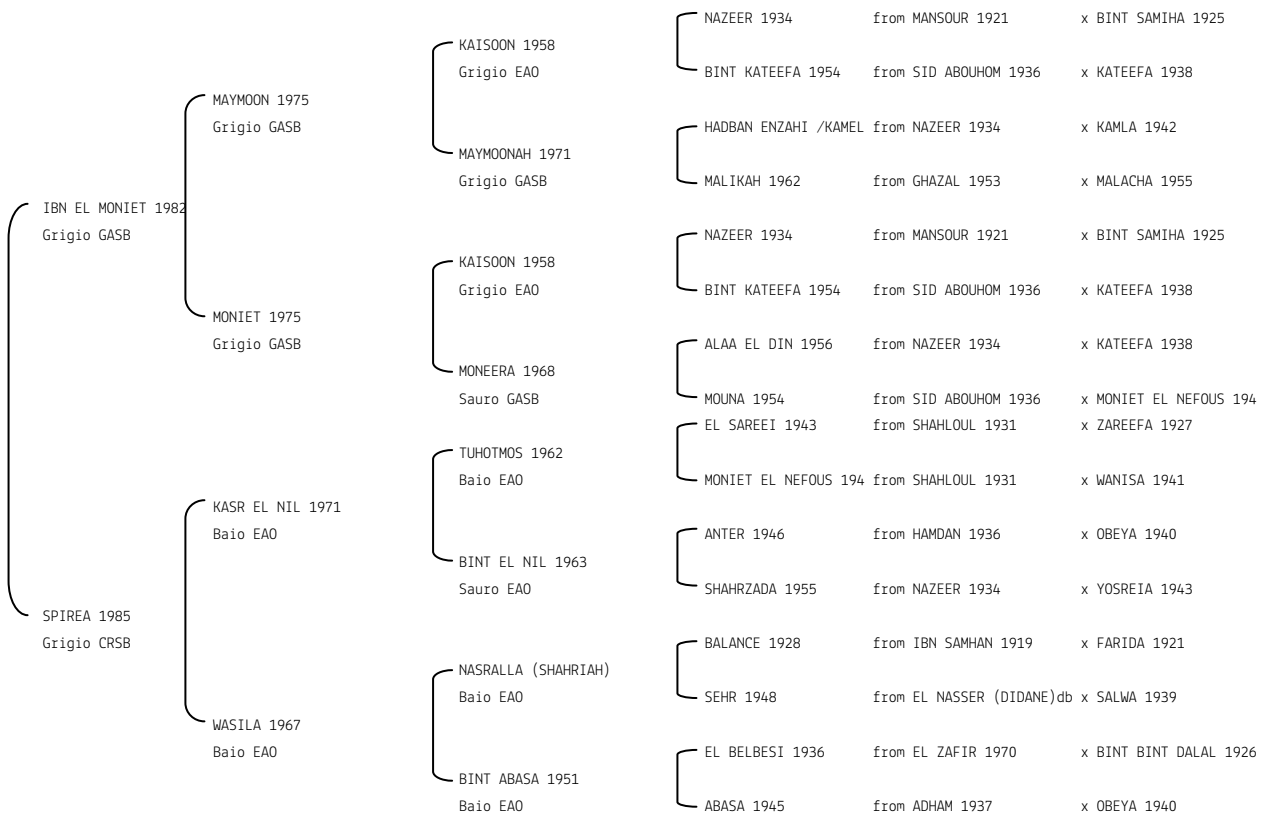 NAZEER 1934 from MANSOUR 1921 x BINT SAMIHA 1925
KAISOON 1958
Grigio EAO BINT KATEEFA 1954 from SID ABOUHOM 1936 x KATEEFA 1938
MAYMOON 1975
Grigio GASB HADBAN ENZAHI /KAMEL from NAZEER 1934 x KAMLA 1942
MAYMOONAH 1971
Grigio GASB MALIKAH 1962 from GHAZAL 1953 x MALACHA 1955
IBN EL MONIET 1982
Grigio GASB NAZEER 1934 from MANSOUR 1921 x BINT SAMIHA 1925
KAISOON 1958
Grigio EAO BINT KATEEFA 1954 from SID ABOUHOM 1936 x KATEEFA 1938
MONIET 1975
Grigio GASB ALAA EL DIN 1956 from NAZEER 1934 x KATEEFA 1938
MONEERA 1968
Sauro GASB MOUNA 1954 from SID ABOUHOM 1936 x MONIET EL NEFOUS 194
EL SAREEI 1943 from SHAHLOUL 1931 x ZAREEFA 1927
TUHOTMOS 1962
Baio EAO MONIET EL NEFOUS 194 from SHAHLOUL 1931 x WANISA 1941
KASR EL NIL 1971
Baio EAO ANTER 1946 from HAMDAN 1936 x OBEYA 1940
BINT EL NIL 1963
Sauro EAO SHAHRZADA 1955 from NAZEER 1934 x YOSREIA 1943
SPIREA 1985
Grigio CRSB BALANCE 1928 from IBN SAMHAN 1919 x FARIDA 1921
NASRALLA (SHAHRIAH)
Baio EAO SEHR 1948 from EL NASSER (DIDANE)db x SALWA 1939
WASILA 1967
Baio EAO EL BELBESI 1936 from EL ZAFIR 1970 x BINT BINT DALAL 1926
BINT ABASA 1951
Baio EAO ABASA 1945 from ADHAM 1937 x OBEYA 1940